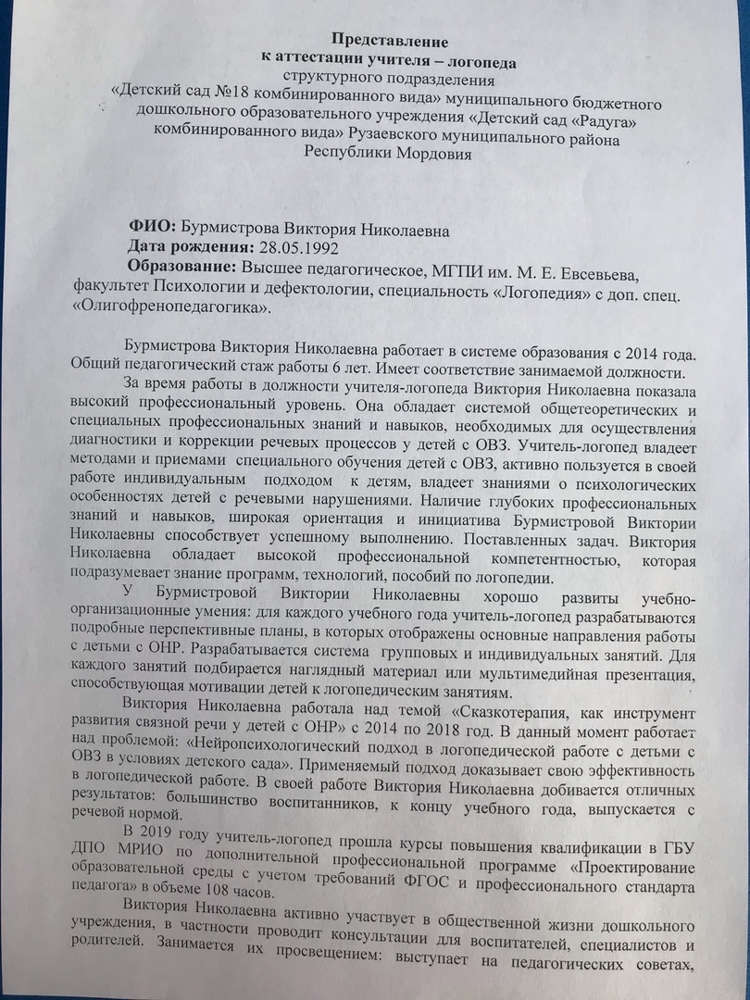 Представление
к аттестации учителя – логопеда
структурного подразделения
«Детский сад №18 комбинированного вида» муниципального бюджетного
дошкольного образовательного учреждения «Детский сад «Радуга»
комбинированного вида» Рузаевского муниципального района
Республики Мордовия
ФИО: Бурмистрова Виктория Николаевна
Дата рождения: 28.05.1992
Образование: Высшее педагогическое, МГПИ им. М. Е. Евсевьева,
факультет Психологии и дефектологии, специальность «Логопедия» с доп. спец.
«Олигофренопедагогика».
Бурмистрова Виктория Николаевна работает в системе образования с 2014 года.
Общий педагогический стаж работы 6 лет. Имеет соответствие занимаемой должности.
За время работы в должности учителя-логопеда Виктория Николаевна показала
высокий профессиональный уровень. Она обладает системой общетеоретических и
специальных профессиональных знаний и навыков, необходимых для осуществления
диагностики и коррекции речевых процессов у детей с ОВЗ. Учитель-логопед владеет
методами и приемами специального обучения детей с ОВЗ, активно пользуется в своей
работе индивидуальным подходом к детям, владеет знаниями о психологических
особенностях детей с речевыми нарушениями. Наличие глубоких профессиональных
знаний и навыков, широкая ориентация и инициатива Бурмистровой Виктории
Николаевны способствует успешному выполнению. Поставленных задач. Виктория
Николаевна обладает высокой профессиональной компетентностью, которая
подразумевает знание программ, технологий, пособий по логопедии.
У Бурмистровой Виктории Николаевны хорошо развиты учебно-
организационные умения: для каждого учебного года учитель-логопед разрабатываются
подробные перспективные планы, в которых отображены основные направления работы
с детьми с ОНР. Разрабатывается система групповых и индивидуальных занятий. Для
каждого занятий подбирается наглядный материал или мультимедийная презентация,
способствующая мотивации детей к логопедическим занятиям.
Виктория Николаевна работала над темой «Сказкотерапия, как инструмент
развития связной речи у детей с ОНР» с 2014 по 2018 год. В данный момент работает
над проблемой: «Нейропсихологический подход в логопедической работе с детьми с
ОВЗ в условиях детского сада». Применяемый подход доказывает свою эффективность
в логопедической работе. В своей работе Виктория Николаевна добивается отличных
результатов: большинство воспитанников, к концу учебного года, выпускается с
речевой нормой.
В 2019 году учитель-логопед прошла курсы повышения квалификации в ГБУ
ДПО МРИО по дополнительной профессиональной программе «Проектирование
образовательной среды с учетом требований ФГОС и профессионального стандарта
педагога» в объеме 108 часов.
Виктория Николаевна активно участвует в общественной жизни дошкольного
учреждения, в частности проводит консультации для воспитателей, специалистов и
родителей. Занимается их просвещением: выступает на педагогических советах,